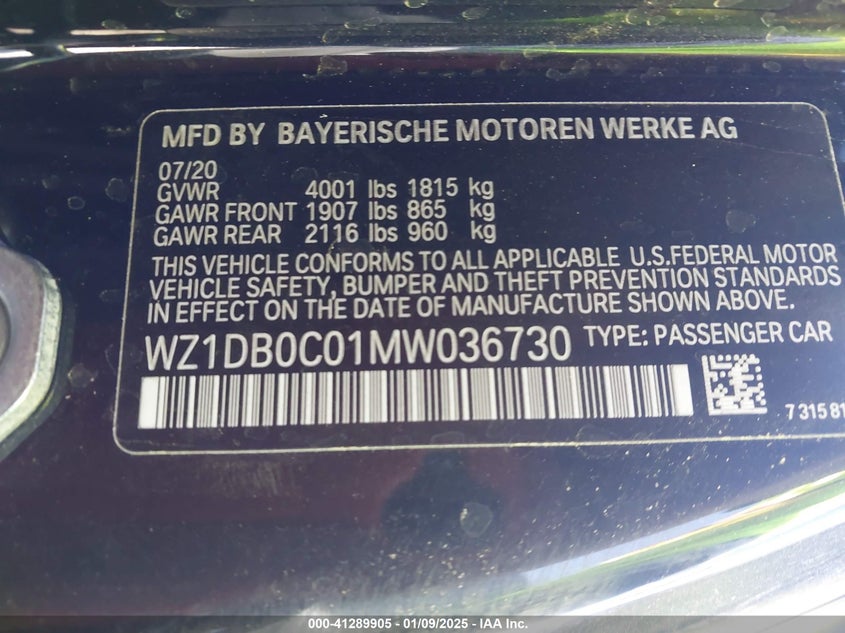 MFD BY BAYERISCHE MOTOREN WERKE AG
07/20
GVWR 4001 lbs 1815 kg
GAWR FRONT 1907 lbs 865 kg
GAWR REAR 2116 lbs 960 kg
THIS VEHICLE CONFORMS TO ALL APPLICABLE U.S.FEDERAL MOTOR
VEHICLE SAFETY, BUMPER AND THEFT PREVENTION STANDARDS
IN EFFECT ON THE DATE OF MANUFACTURE SHOWN ABOVE.
WZ1DB0C01MW036730 TYPE: PASSENGER CAR
731581
000-41289905 - 01/09/2025 - IAA Inc.